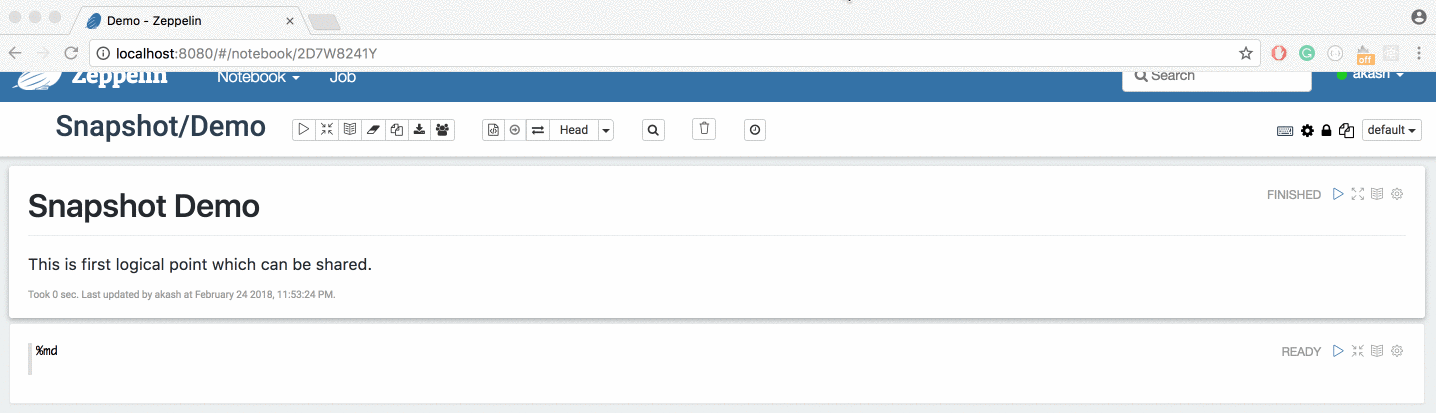 Demo - Zeppelin
localhost:8080/#/notebook/2D7W8241Y
off
Zeppelin Notebook Job Search akash
Snapshot/Demo Head default
Snapshot Demo FINISHED
This is first logical point which can be shared.
Took 0 sec. Last updated by akash at February 24 2018, 11:53:24 PM.
%md READY